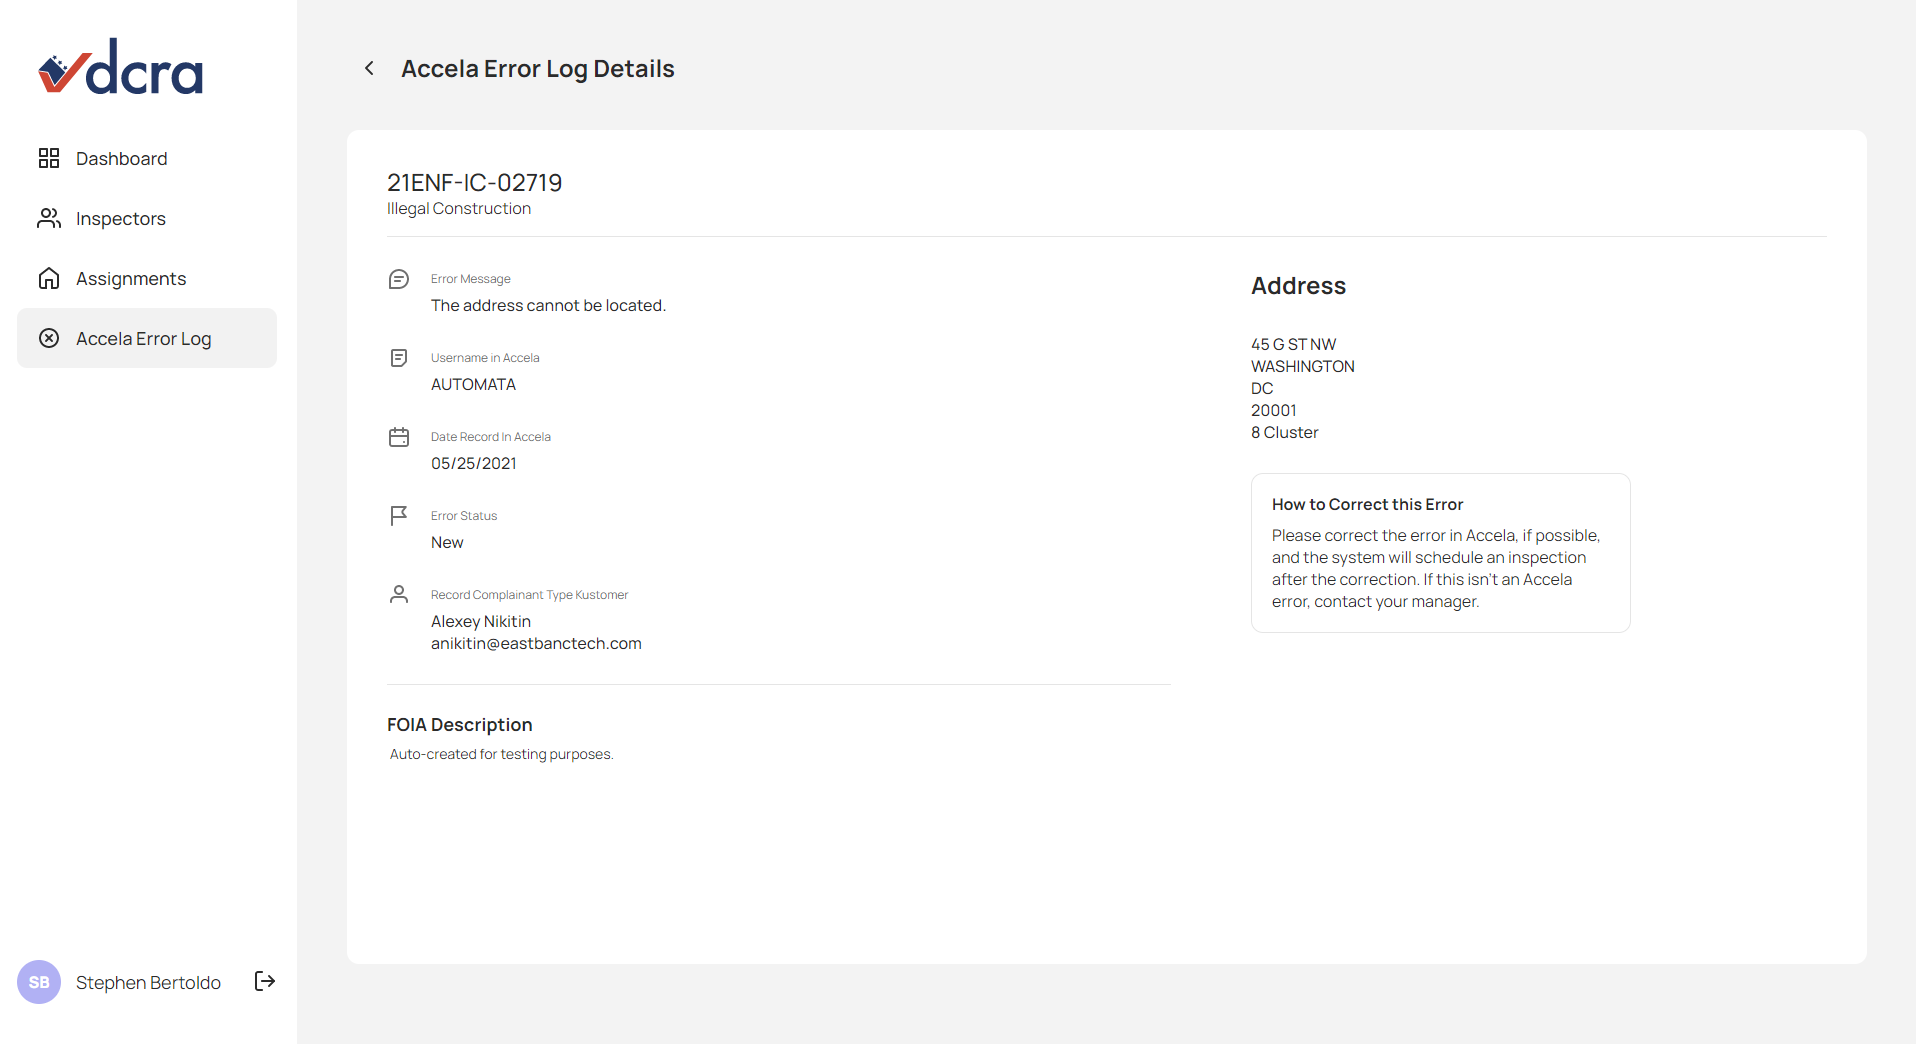 dcra
Dashboard
Inspectors
Assignments
Accela Error Log
SB
Stephen Bertoldo
Accela Error Log Details
21ENF-IC-02719
Illegal Construction
Error Message
The address cannot be located.
Username in Accela
AUTOMATA
Date Record In Accela
05/25/2021
Error Status
New
Record Complainant Type Kustomer
Alexey Nikitin
anikitin@eastbanctech.com
FOIA Description
Auto-created for testing purposes.
Address
45 G ST NW
WASHINGTON
DC
20001
8 Cluster
How to Correct this Error
Please correct the error in Accela, if possible,
and the system will schedule an inspection
after the correction. If this isn't an Accela
error, contact your manager.